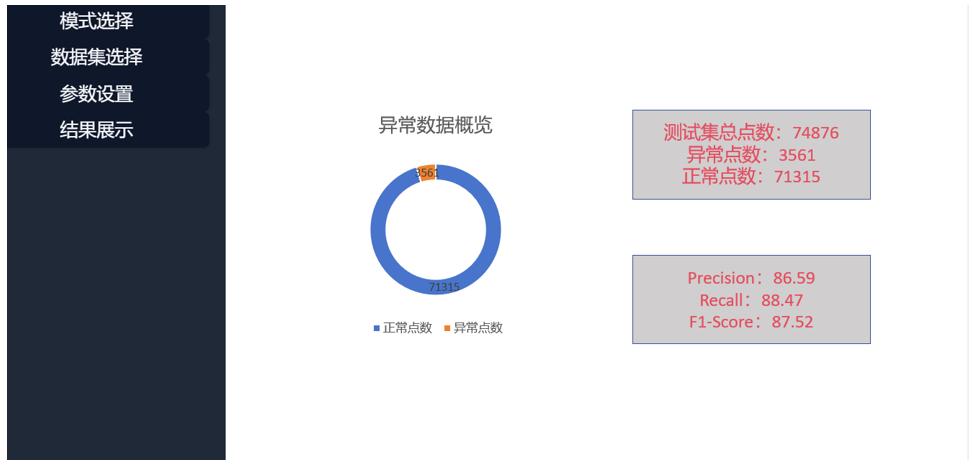 模式选择
数据集选择
参数设置
结果展示
异常数据概览
3561
71315
正常点数
异常点数
测试集总点数：74876
异常点数：3561
正常点数：71315
Precision：86.59
Recall：88.47
F1-Score：87.52